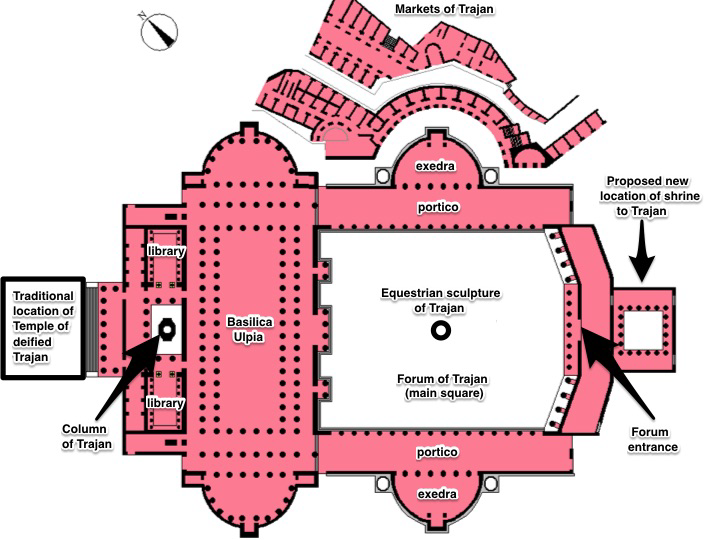 N
Markets of Trajan
exedra
Proposed new
location of shrine
to Trajan
portico
library
Traditional
location of
Temple of
deified
Trajan
Basilica
Ulpia
Equestrian sculpture
of Trajan
Forum of Trajan
(main square)
library
Column
of Trajan
Forum
entrance
portico
exedra